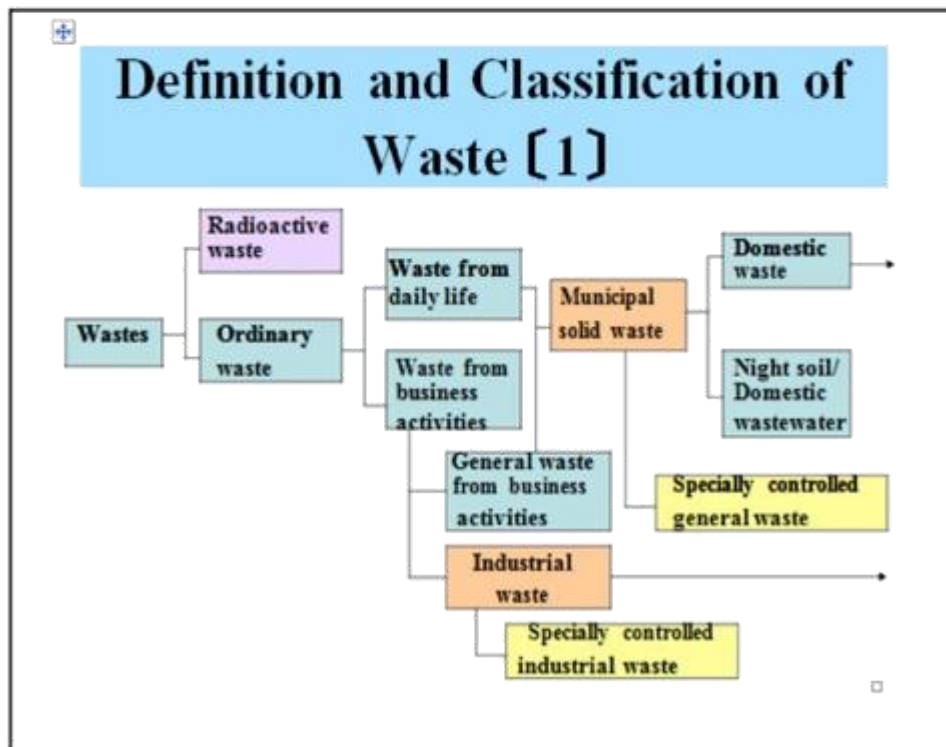 Definition and Classification of
Waste〔1〕
Radioactive
waste
Wastes
Ordinary
waste
Waste from
daily life
Waste from
business
activities
General waste
from business
activities
Industrial
waste
Specially controlled
industrial waste
Municipal
solid waste
Domestic
waste
Night soil/
Domestic
wastewater
Specially controlled
general waste